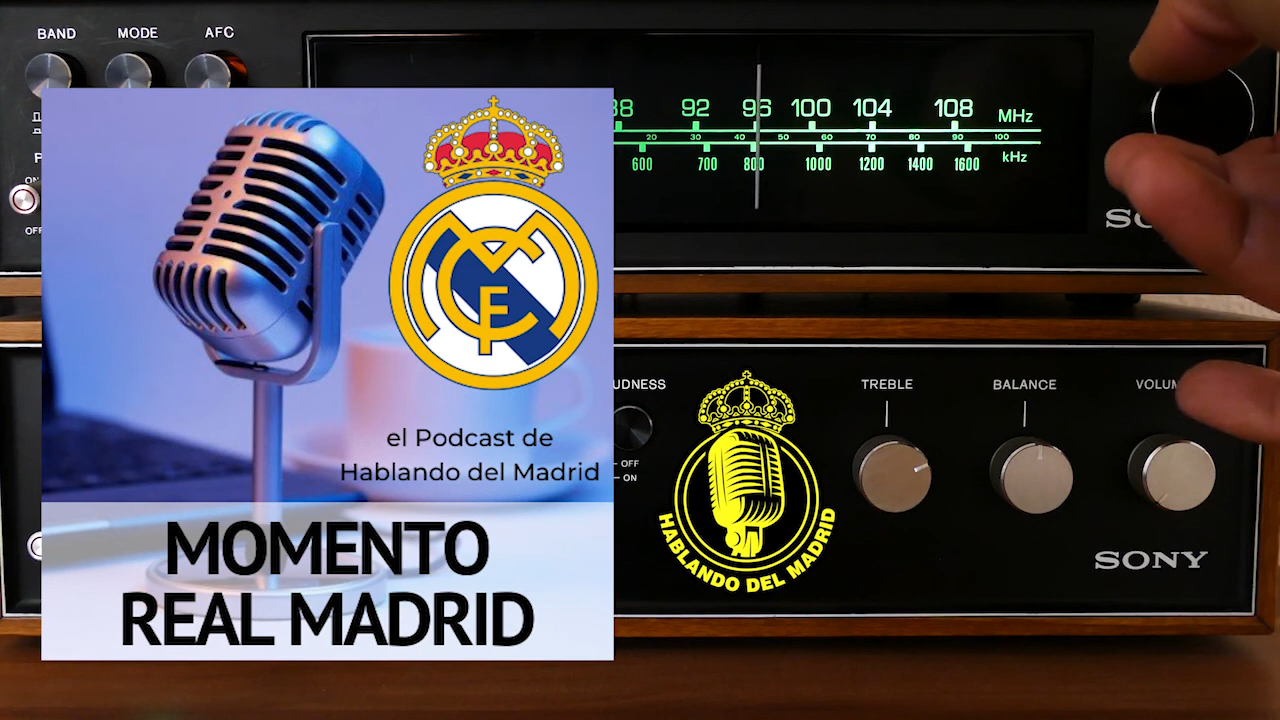 BAND MODE AFC
88 92 96 100 104 108 MHz
20 30 40 50 60 70 80 90 100
600 700 800 1000 1200 1400 1600 kHz
el Podcast de
Hablando del Madrid
MOMENTO
REAL MADRID
TREBLE BALANCE
OFF
ON
HABLANDO DEL MADRID
SONY